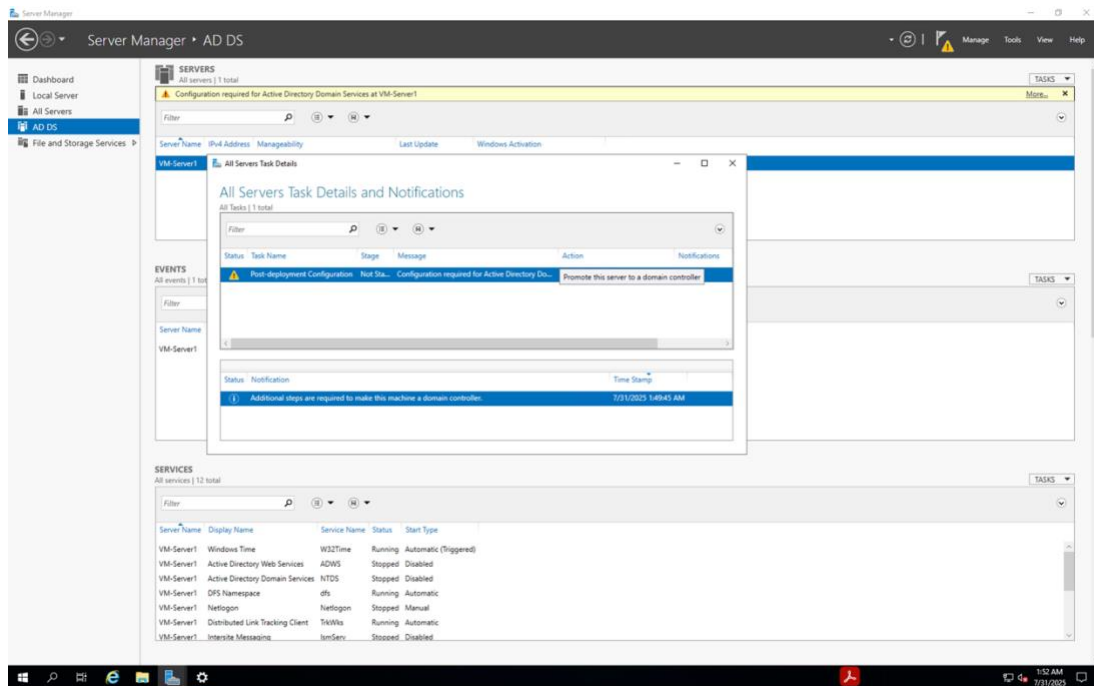 Server Manager
Server Manager ‣ AD DS
Manage Tools View Help
Dashboard
Local Server
All Servers
AD DS
File and Storage Services
SERVERS
All servers | 1 total
TASKS
Configuration required for Active Directory Domain Services at VM-Server1
More...
Filter
Server Name IPv4 Address Manageability Last Update Windows Activation
VM-Server1
All Servers Task Details
All Servers Task Details and Notifications
All Tasks | 1 total
Filter
Status Task Name Stage Message Action Notifications
Post-deployment Configuration Not Sta... Configuration required for Active Directory Do... Promote this server to a domain controller
Status Notification Time Stamp
Additional steps are required to make this machine a domain controller. 7/31/2025 1:49:45 AM
EVENTS
All events | 1 tot
TASKS
Filter
Server Name
VM-Server1
SERVICES
All services | 12 total
TASKS
Filter
Server Name Display Name Service Name Status Start Type
VM-Server1 Windows Time W32Time Running Automatic (Triggered)
VM-Server1 Active Directory Web Services ADWS Stopped Disabled
VM-Server1 Active Directory Domain Services NTDS Stopped Disabled
VM-Server1 DFS Namespace dfs Running Automatic
VM-Server1 Netlogon Netlogon Stopped Manual
VM-Server1 Distributed Link Tracking Client TrkWks Running Automatic
VM-Server1 Intersite Messaging IsmServ Stopped Disabled
1:52 AM
7/31/2025